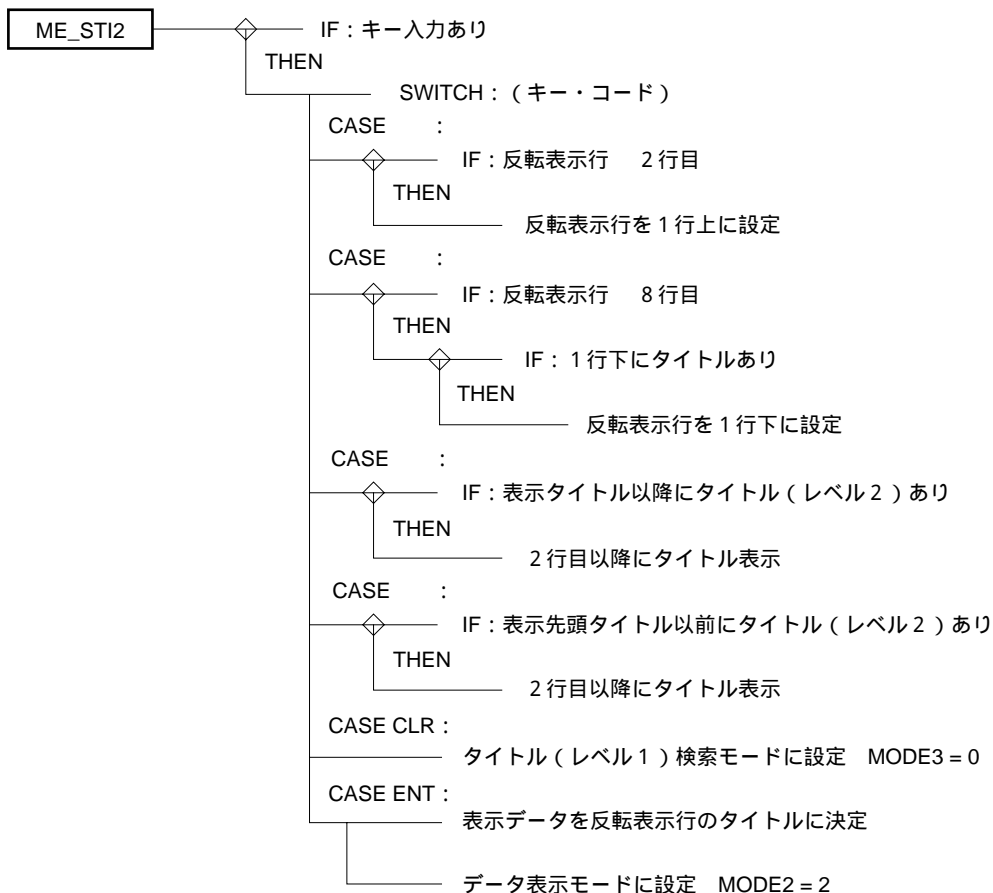 ME_STI2
IF：キー入力あり
THEN
SWITCH：（キー・コード）
CASE　　：
IF：反転表示行　２行目
THEN
反転表示行を１行上に設定
CASE　　：
IF：反転表示行　８行目
THEN
IF：１行下にタイトルあり
THEN
反転表示行を１行下に設定
CASE　　：
IF：表示タイトル以降にタイトル（レベル２）あり
THEN
２行目以降にタイトル表示
CASE　　：
IF：表示先頭タイトル以前にタイトル（レベル２）あり
THEN
２行目以降にタイトル表示
CASE CLR：
タイトル（レベル１）検索モードに設定　MODE3 = 0
CASE ENT：
表示データを反転表示行のタイトルに決定
データ表示モードに設定　MODE2 = 2